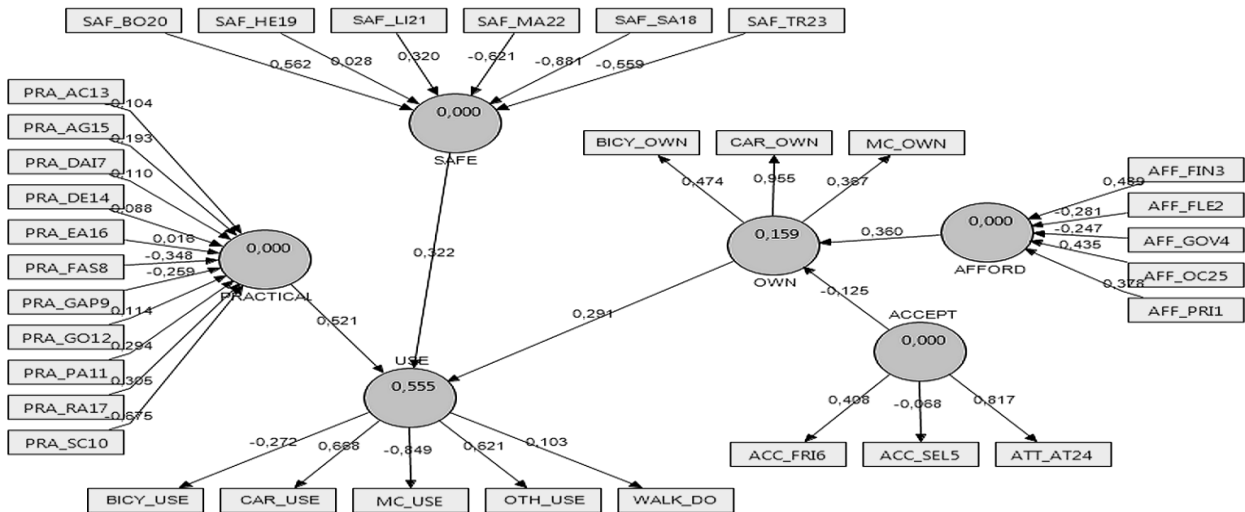 SAF_BO20
SAF_HE19
SAF_LI21
SAF_MA22
SAF_SA18
SAF_TR23
0,562
0,028
0,320
-0,621
-0,881
-0,559
0,000
SAFE
PRA_AC13
PRA_AG15
PRA_DAI7
PRA_DE14
PRA_EA16
PRA_FAS8
PRA_GAP9
PRA_GO12
PRA_PA11
PRA_RA17
PRA_SC10
-0,104
0,193
0,110
0,088
0,016
-0,348
-0,259
0,114
0,294
0,305
-0,675
0,000
PRACTICAL
0,521
0,322
0,291
BICY_OWN
CAR_OWN
MC_OWN
0,474
0,955
0,367
0,159
OWN
0,360
0,000
AFFORD
AFF_FIN3
AFF_FLE2
AFF_GOV4
AFF_OC25
AFF_PRI1
0,489
-0,281
-0,247
0,435
0,378
-0,125
ACCEPT
0,000
0,408
-0,068
0,817
ACC_FRI6
ACC_SEL5
ATT_AT24
USE
0,555
-0,272
0,668
-0,849
0,621
0,103
BICY_USE
CAR_USE
MC_USE
OTH_USE
WALK_DO